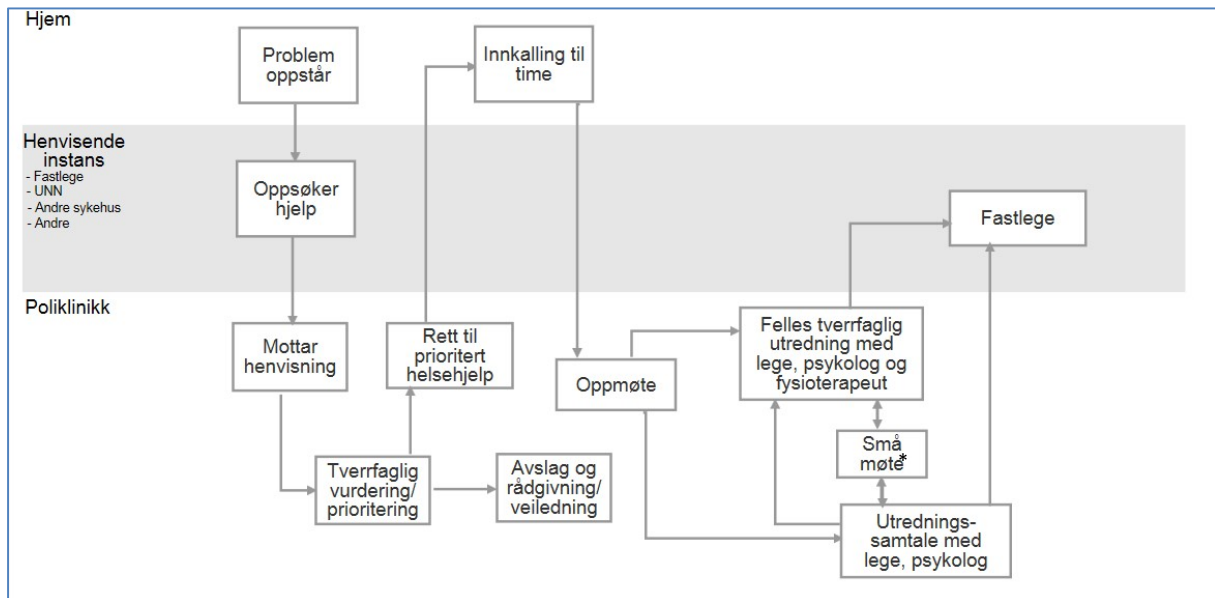 Hjem
Problem
oppstår
Innkalling til
time
Henvisende
instans
- Fastlege
- UNN
- Andre sykehus
- Andre
Oppsøker
hjelp
Fastlege
Poliklinikk
Mottar
henvisning
Rett til
prioritert
helsehjelp
Oppmøte
Felles tverrfaglig
utredning med
lege, psykolog og
fysioterapeut
Små
møte*
Tverrfaglig
vurdering/
prioritering
Avslag og
rådgivning/
veiledning
Utrednings-
samtale med
lege, psykolog